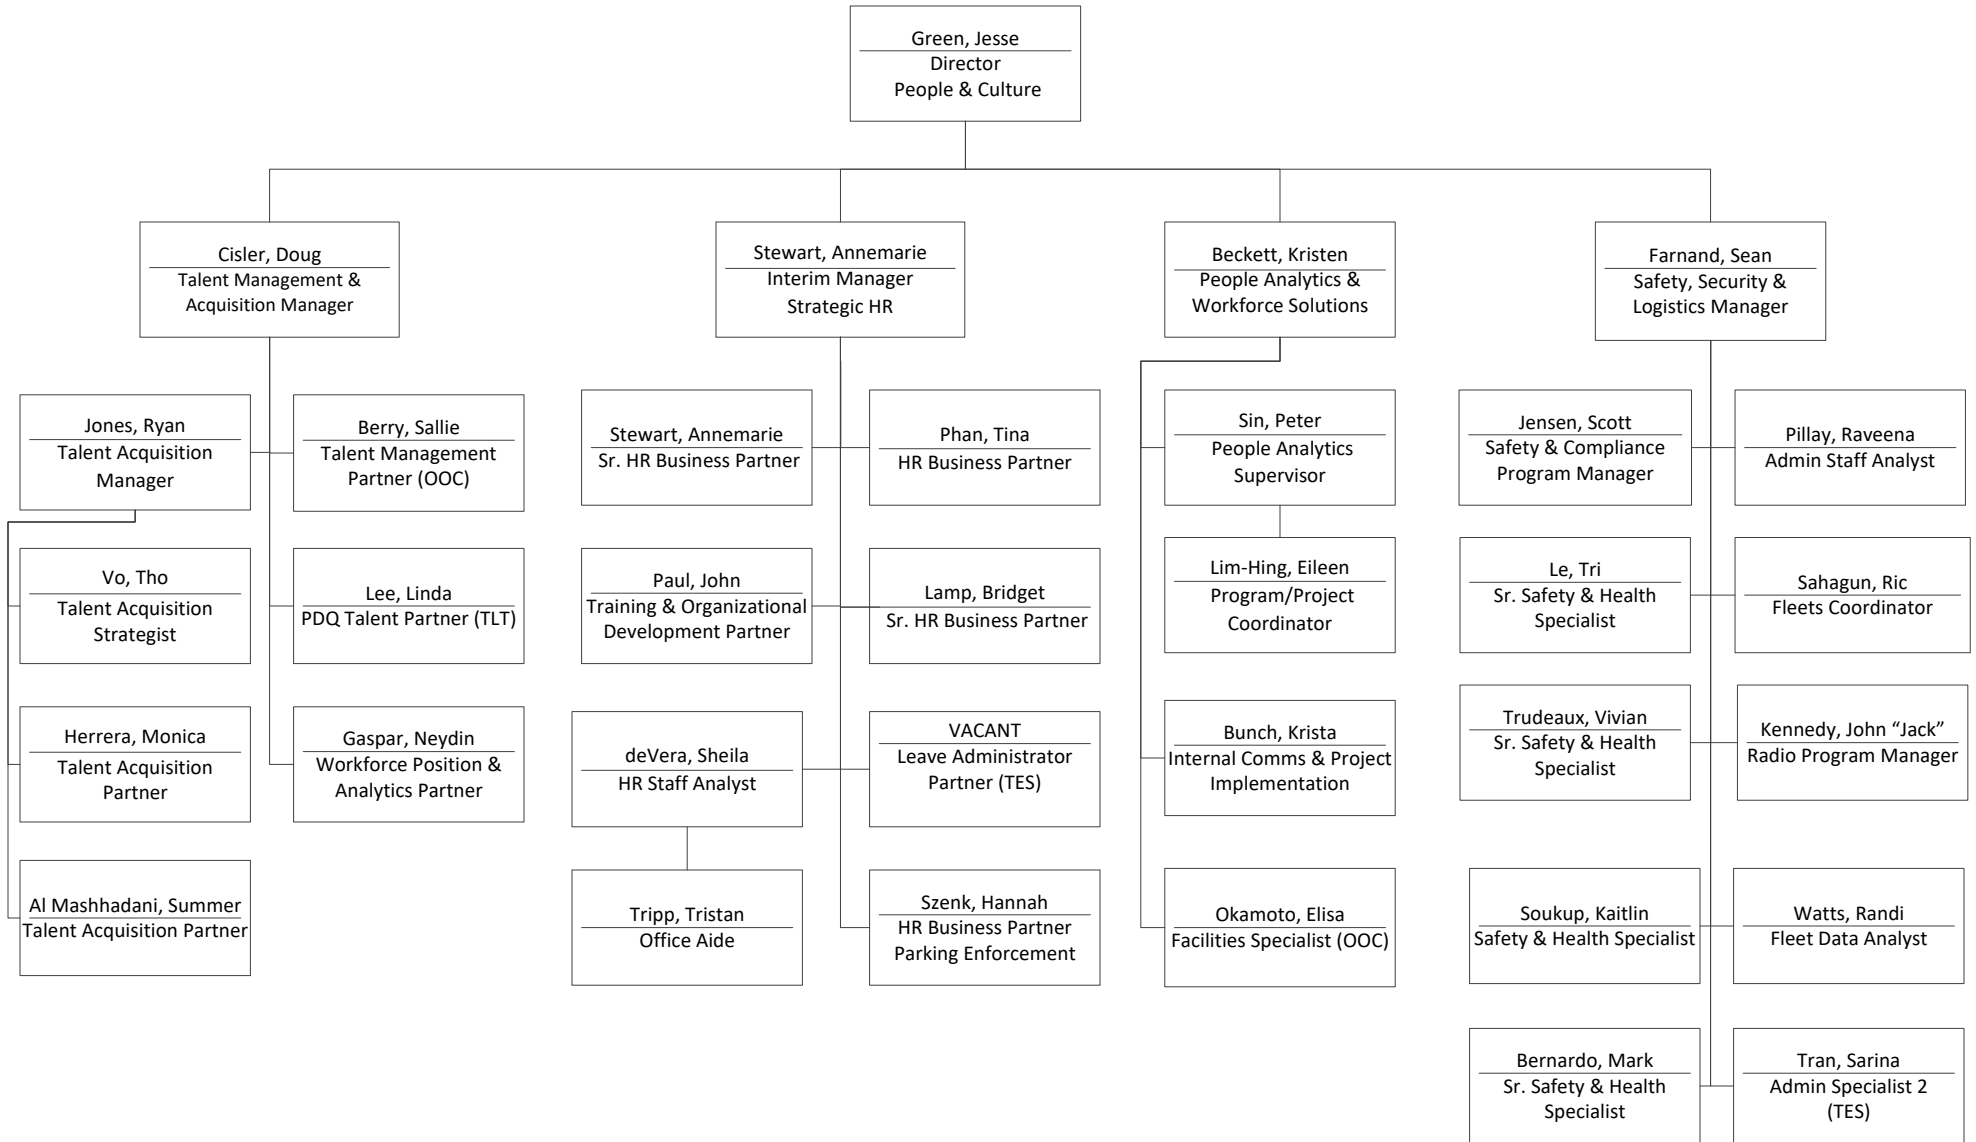 Green, Jesse
Director
People & Culture
Cisler, Doug
Talent Management &
Acquisition Manager
Stewart, Annemarie
Interim Manager
Strategic HR
Beckett, Kristen
People Analytics &
Workforce Solutions
Farnand, Sean
Safety, Security &
Logistics Manager
Jones, Ryan
Talent Acquisition
Manager
Berry, Sallie
Talent Management
Partner (OOC)
Vo, Tho
Talent Acquisition
Strategist
Lee, Linda
PDQ Talent Partner (TLT)
Herrera, Monica
Talent Acquisition
Partner
Gaspar, Neydin
Workforce Position &
Analytics Partner
Al Mashhadani, Summer
Talent Acquisition Partner
Stewart, Annemarie
Sr. HR Business Partner
Phan, Tina
HR Business Partner
Paul, John
Training & Organizational
Development Partner
Lamp, Bridget
Sr. HR Business Partner
deVera, Sheila
HR Staff Analyst
VACANT
Leave Administrator
Partner (TES)
Tripp, Tristan
Office Aide
Szenk, Hannah
HR Business Partner
Parking Enforcement
Sin, Peter
People Analytics
Supervisor
Lim-Hing, Eileen
Program/Project
Coordinator
Bunch, Krista
Internal Comms & Project
Implementation
Okamoto, Elisa
Facilities Specialist (OOC)
Jensen, Scott
Safety & Compliance
Program Manager
Pillay, Raveena
Admin Staff Analyst
Le, Tri
Sr. Safety & Health
Specialist
Sahagun, Ric
Fleets Coordinator
Trudeaux, Vivian
Sr. Safety & Health
Specialist
Kennedy, John “Jack”
Radio Program Manager
Soukup, Kaitlin
Safety & Health Specialist
Watts, Randi
Fleet Data Analyst
Bernardo, Mark
Sr. Safety & Health
Specialist
Tran, Sarina
Admin Specialist 2
(TES)